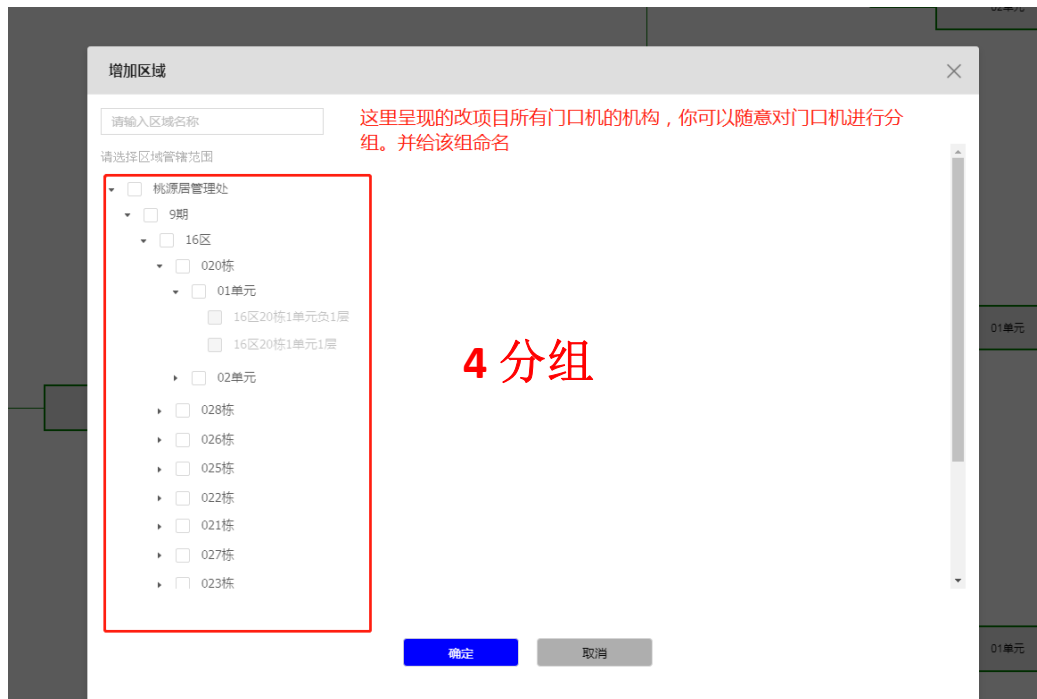 增加区域
请输入区域名称
这里呈现的改项目所有门口机的机构，你可以随意对门口机进行分
组。并给该组命名
请选择区域管辖范围
桃源居管理处
9期
16区
020栋
01单元
16区20栋1单元负1层
16区20栋1单元1层
01单元
4 分组
02单元
028栋
026栋
025栋
022栋
021栋
027栋
023栋
确定
取消
01单元